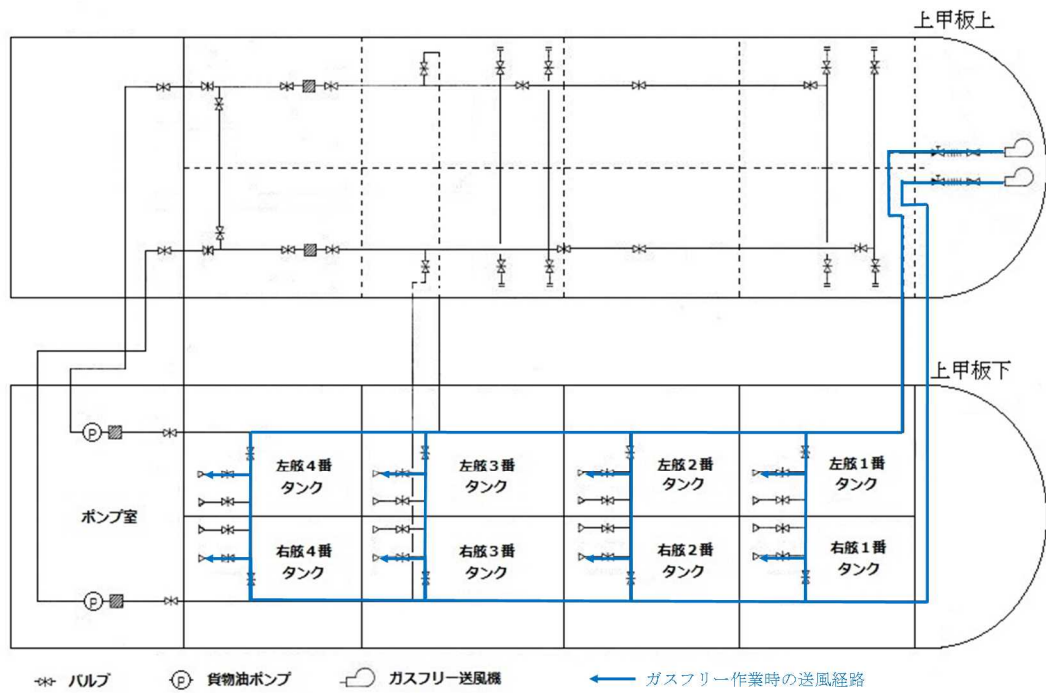 上甲板上
上甲板下
左舷4番
タンク
左舷3番
タンク
左舷2番
タンク
左舷1番
タンク
ポンプ室
右舷4番
タンク
右舷3番
タンク
右舷2番
タンク
右舷1番
タンク
P
P
バルブ
P 貨物油ポンプ
ガスフリー送風機
ガスフリー作業時の送風経路